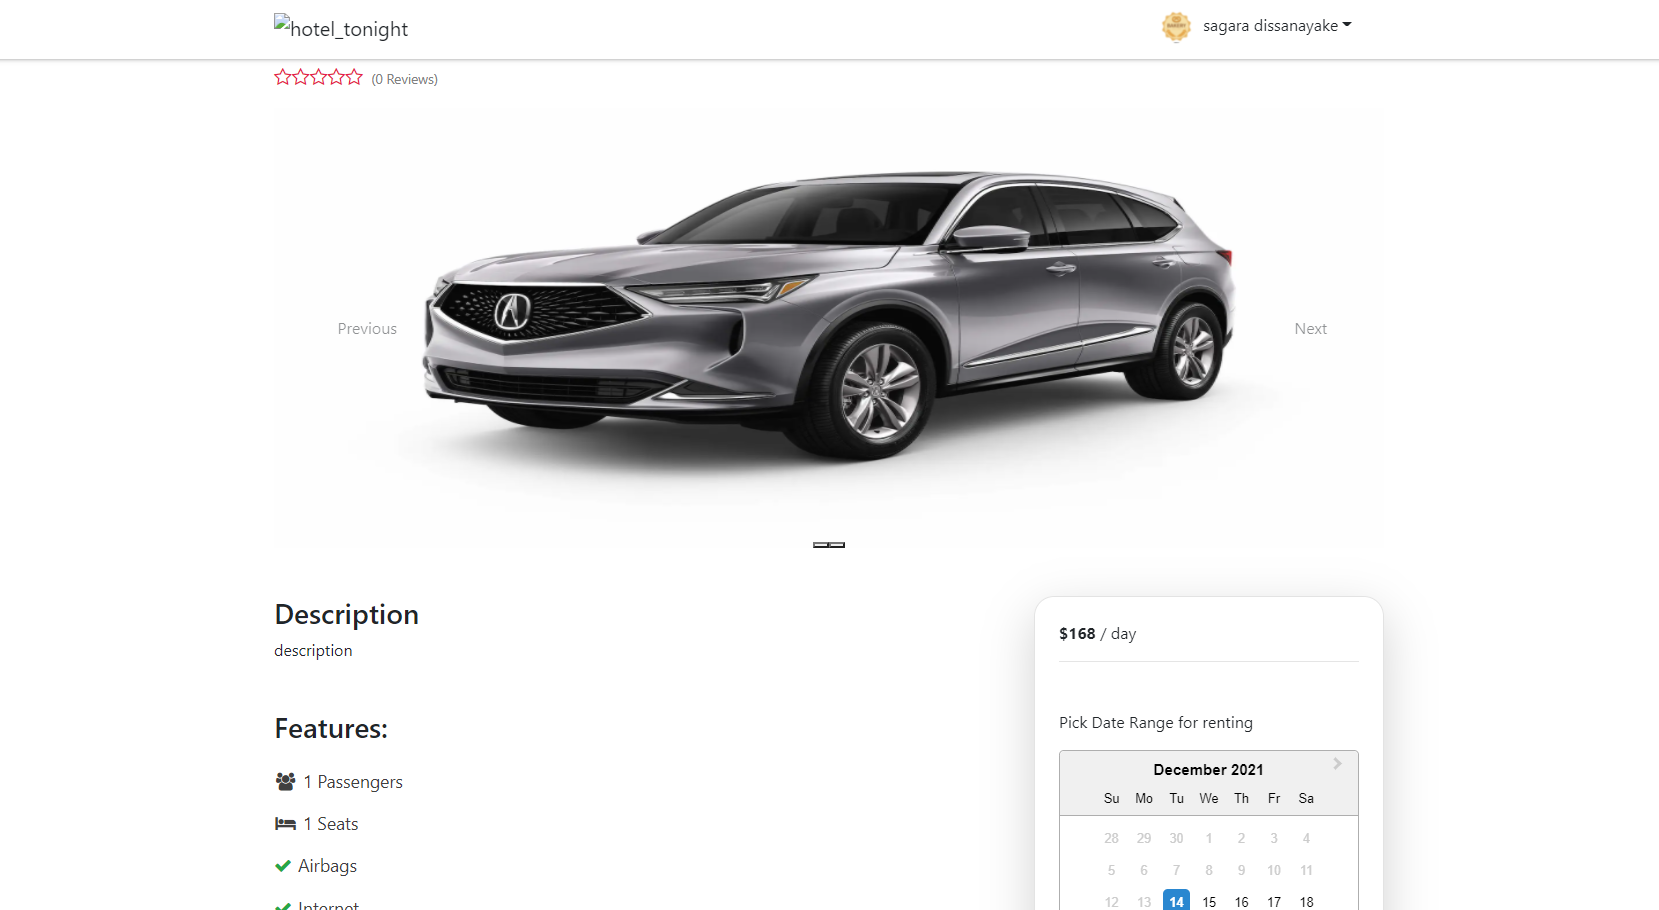 hotel_tonight
sagara dissanayake
(0 Reviews)
Previous
Next
Description
description
$168 / day
Features:
Pick Date Range for renting
1 Passengers
December 2021
Su Mo Tu We Th Fr Sa
1 Seats
28 29 30 1 2 3 4
Airbags
5 6 7 8 9 10 11
Internet
12 13 14 15 16 17 18